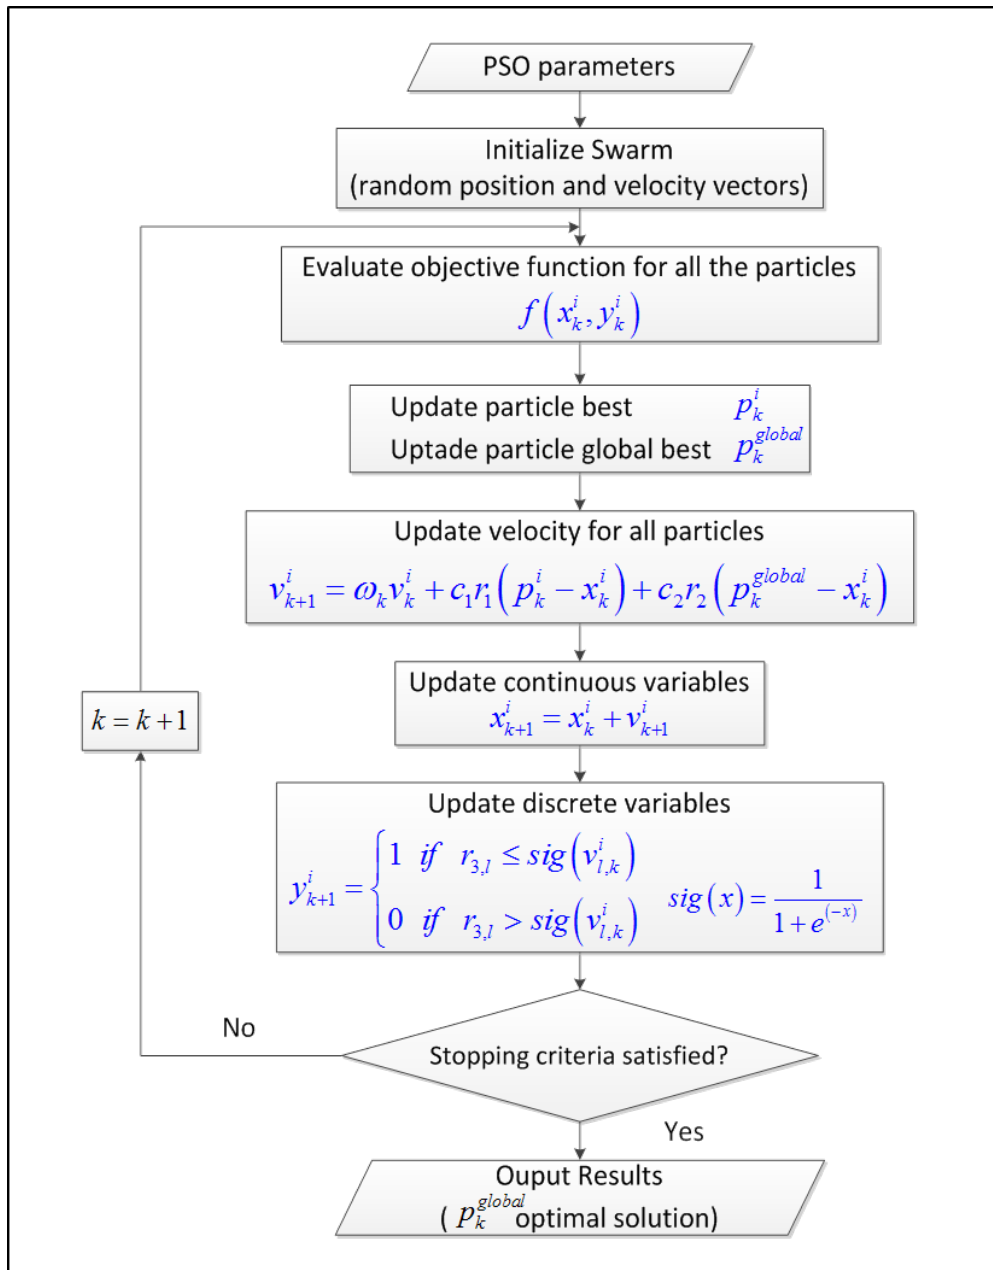 PSO parameters
Initialize Swarm
(random position and velocity vectors)
Evaluate objective function for all the particles
f(x_k^i, y_k^i)
Update particle best p_k^i
Uptade particle global best p_k^{global}
Update velocity for all particles
v_{k+1}^i = ω_k v_k^i + c_1 r_1 (p_k^i − x_k^i) + c_2 r_2 (p_k^{global} − x_k^i)
Update continuous variables
x_{k+1}^i = x_k^i + v_{k+1}^i
k = k + 1
Update discrete variables
y_{k+1}^i = { 1 if r_{3,l} ≤ sig(v_{l,k}^i)
0 if r_{3,l} > sig(v_{l,k}^i) sig(x) = 1 / (1 + e^{(−x)})
No
Stopping criteria satisfied?
Yes
Ouput Results
( p_k^{global} optimal solution)